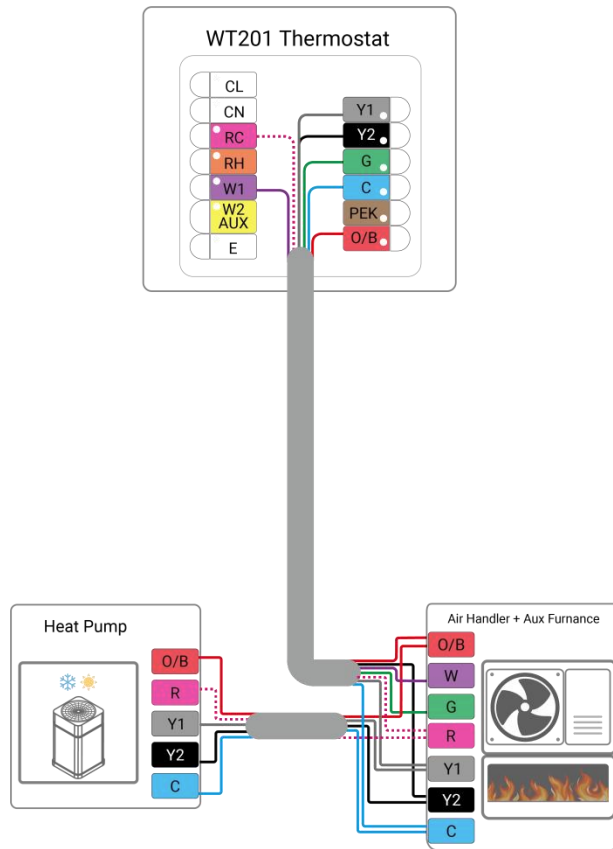 WT201 Thermostat
CL
CN
RC
RH
W1
W2
AUX
E
Y1
Y2
G
C
PEK
O/B
Heat Pump
O/B
R
Y1
Y2
C
Air Handler + Aux Furnance
O/B
W
G
R
Y1
Y2
C